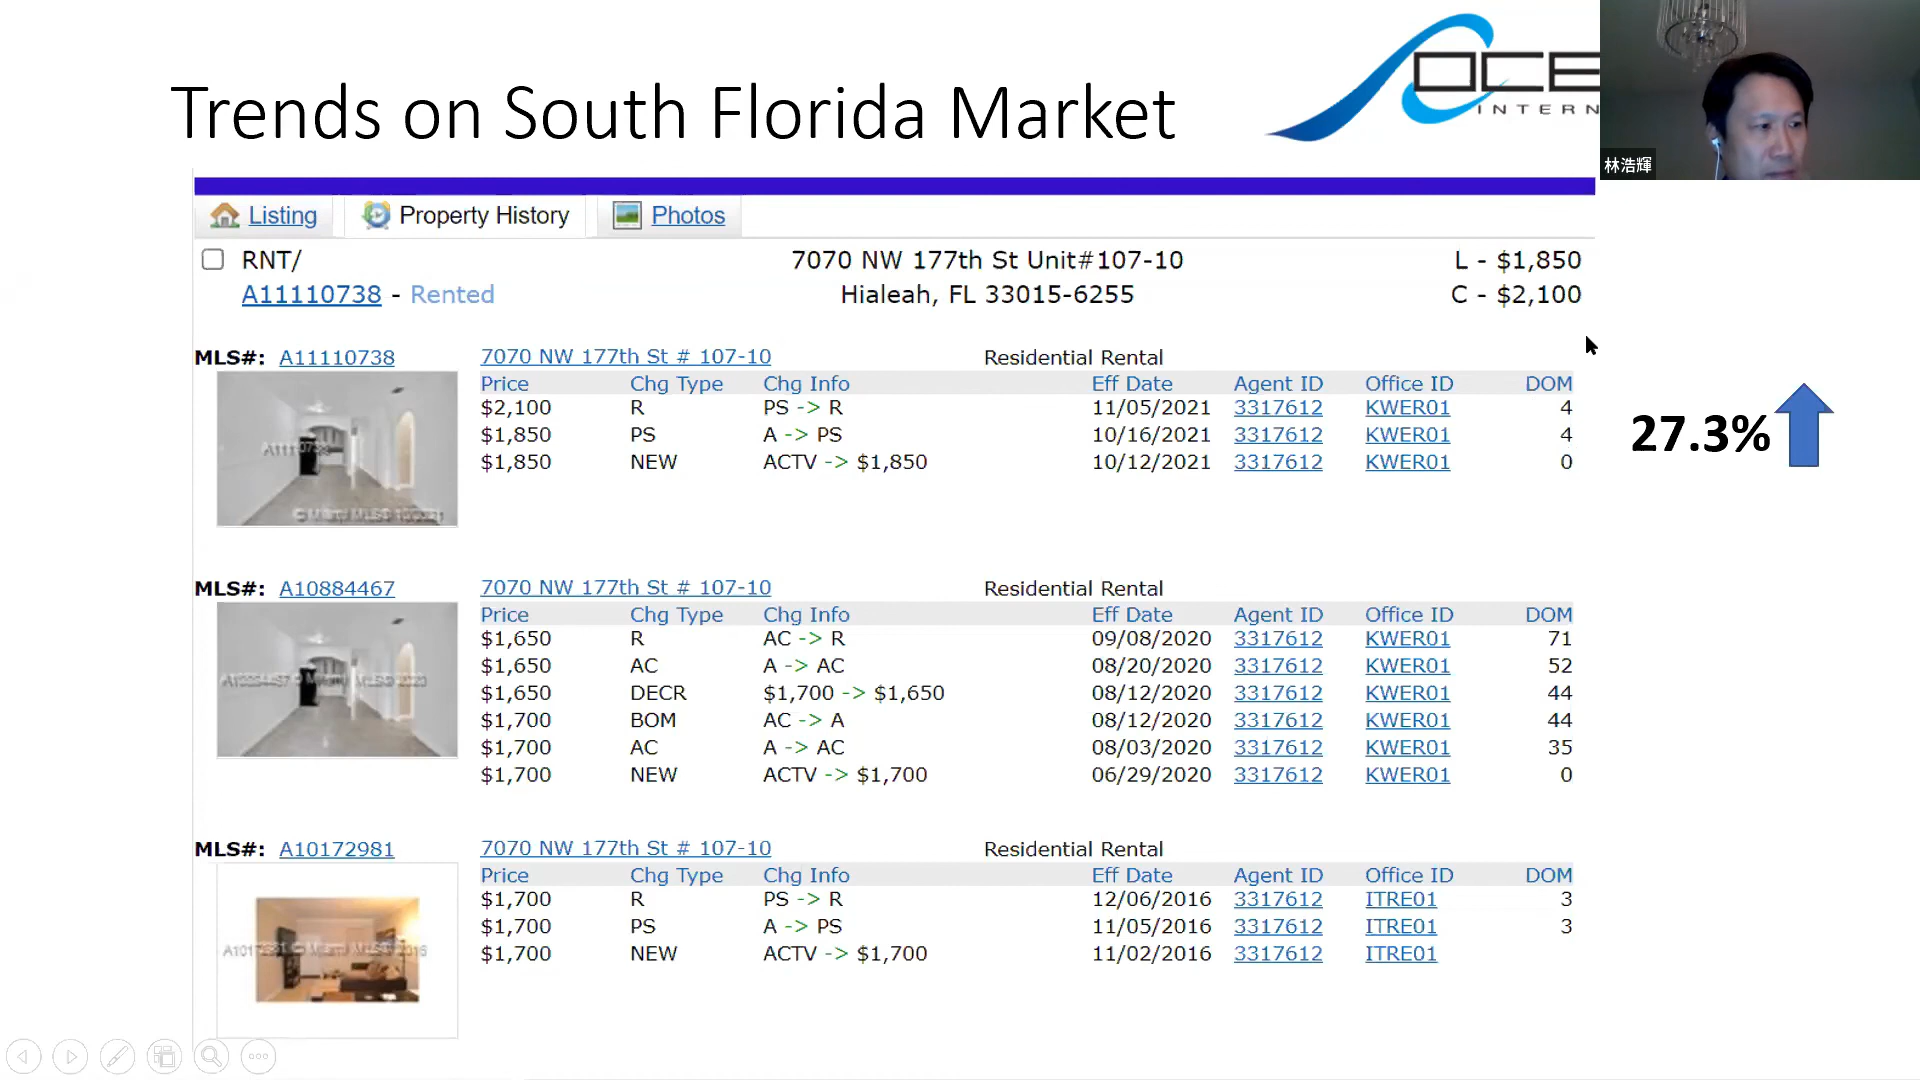 Trends on South Florida Market
OCE
INTERN
林浩輝
Listing Property History Photos
RNT/ 7070 NW 177th St Unit#107-10 L - $1,850
A11110738 - Rented Hialeah, FL 33015-6255 C - $2,100
MLS#: A11110738 7070 NW 177th St # 107-10 Residential Rental
Price Chg Type Chg Info Eff Date Agent ID Office ID DOM
$2,100 R PS -> R 11/05/2021 3317612 KWER01 4
$1,850 PS A -> PS 10/16/2021 3317612 KWER01 4
$1,850 NEW ACTV -> $1,850 10/12/2021 3317612 KWER01 0
27.3%
MLS#: A10884467 7070 NW 177th St # 107-10 Residential Rental
Price Chg Type Chg Info Eff Date Agent ID Office ID DOM
$1,650 R AC -> R 09/08/2020 3317612 KWER01 71
$1,650 AC A -> AC 08/20/2020 3317612 KWER01 52
$1,650 DECR $1,700 -> $1,650 08/12/2020 3317612 KWER01 44
$1,700 BOM AC -> A 08/12/2020 3317612 KWER01 44
$1,700 AC A -> AC 08/03/2020 3317612 KWER01 35
$1,700 NEW ACTV -> $1,700 06/29/2020 3317612 KWER01 0
MLS#: A10172981 7070 NW 177th St # 107-10 Residential Rental
Price Chg Type Chg Info Eff Date Agent ID Office ID DOM
$1,700 R PS -> R 12/06/2016 3317612 ITRE01 3
$1,700 PS A -> PS 11/05/2016 3317612 ITRE01 3
$1,700 NEW ACTV -> $1,700 11/02/2016 3317612 ITRE01